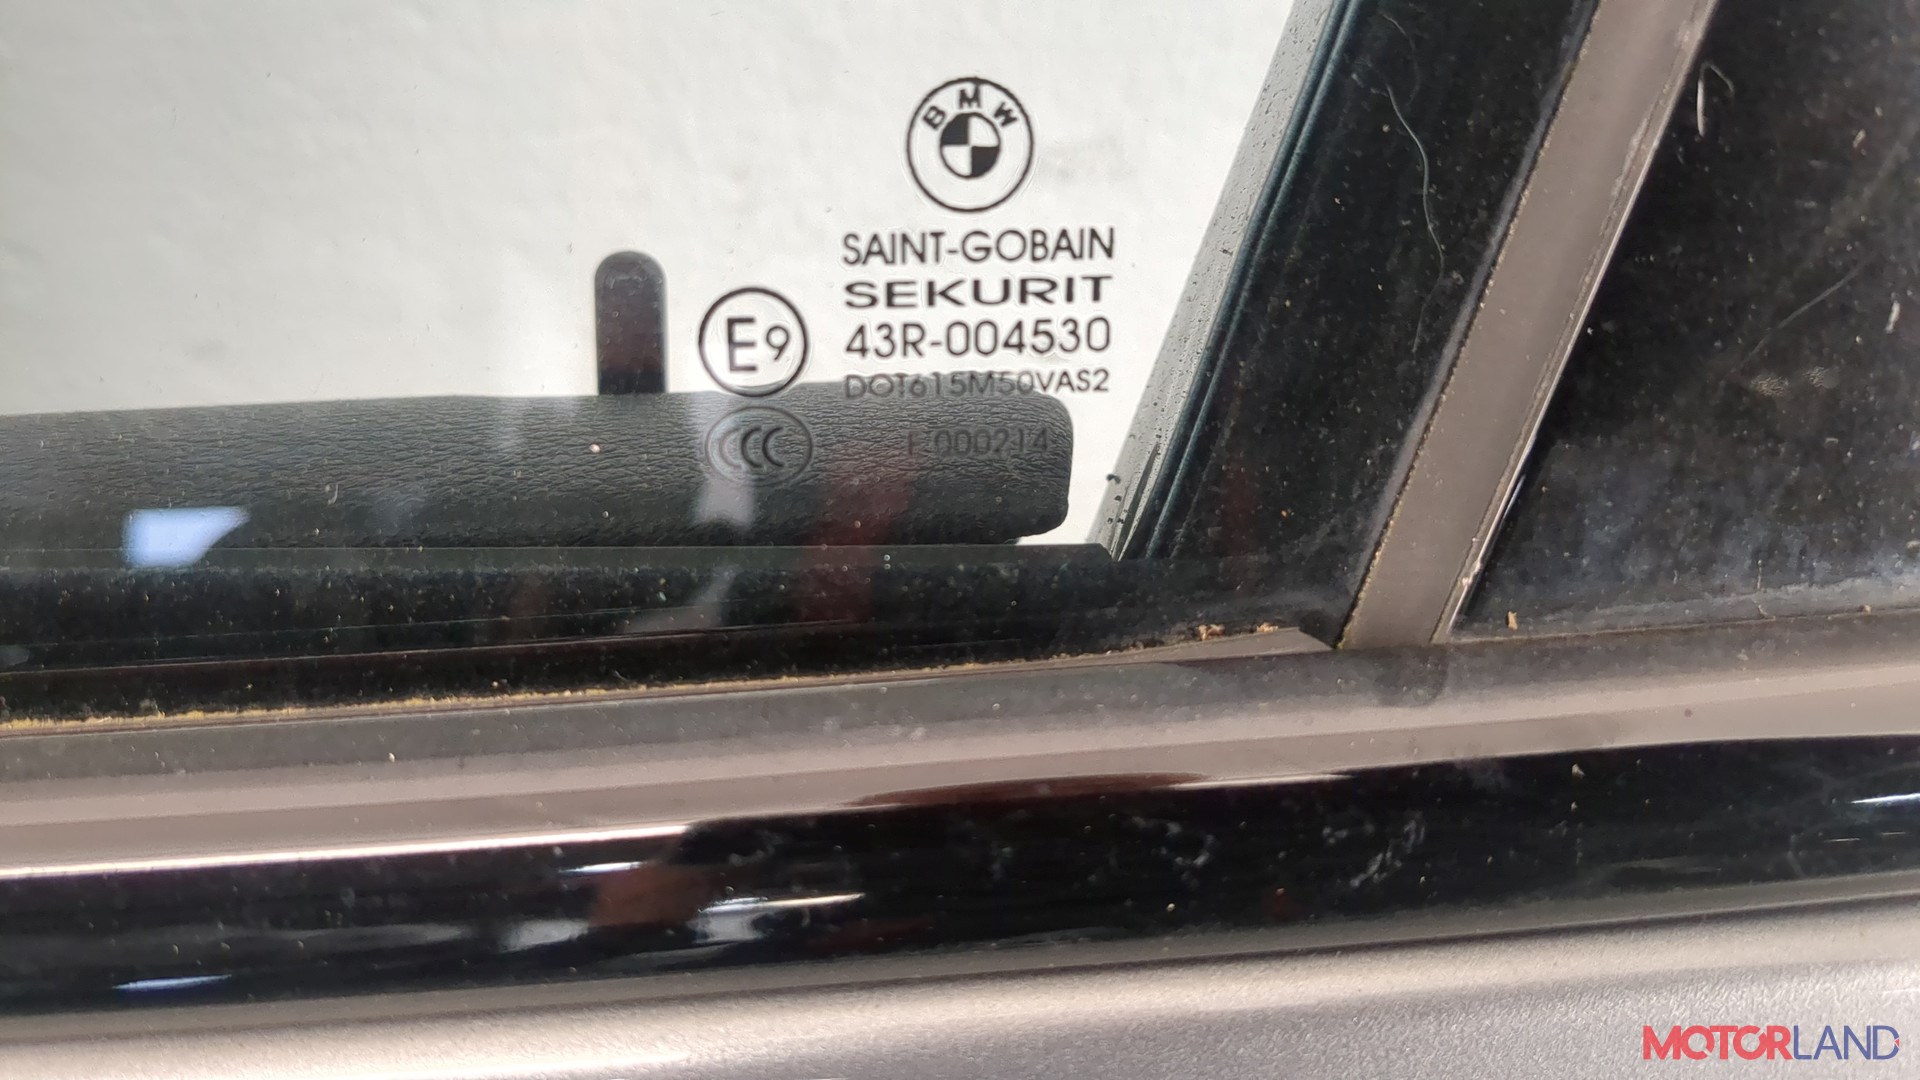 BMW
SAINT-GOBAIN
SEKURIT
E9
43R-004530
DOT615M50VAS2
CCC
E000214
MOTORLAND